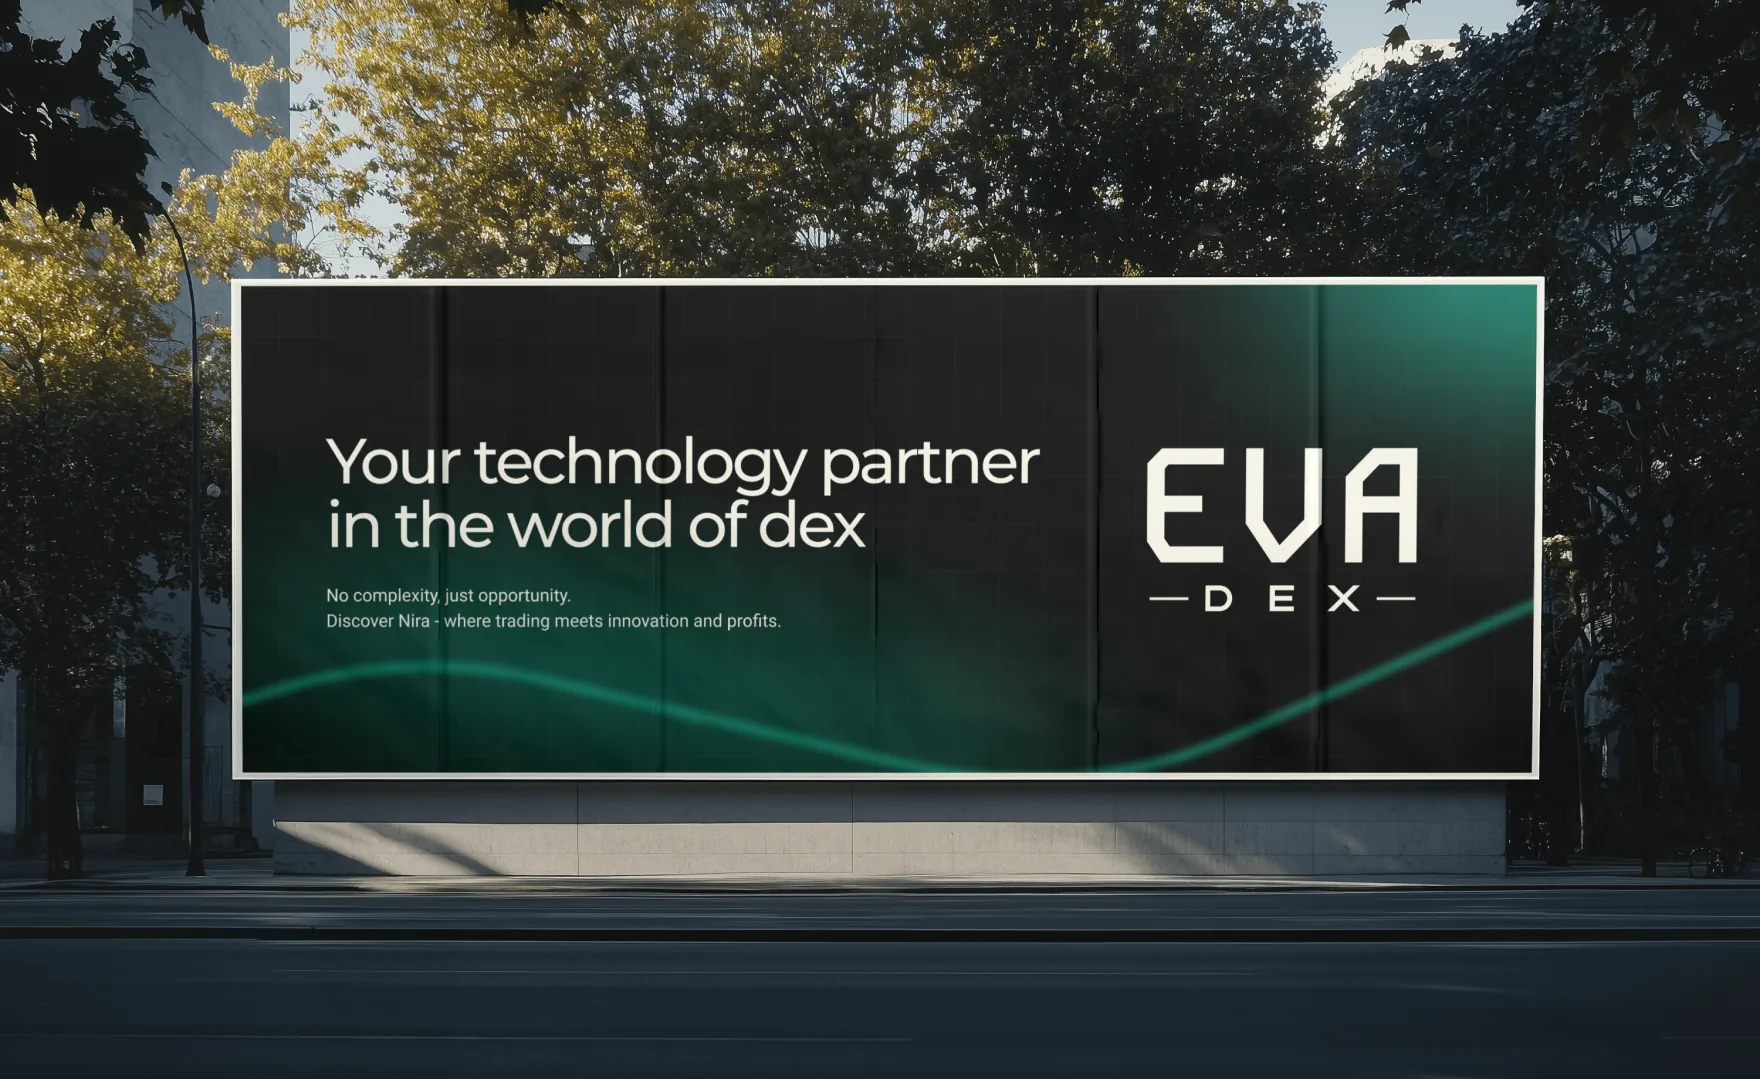 Your technology partner
in the world of dex
No complexity, just opportunity.
Discover Nira - where trading meets innovation and profits.
EVA
DEX